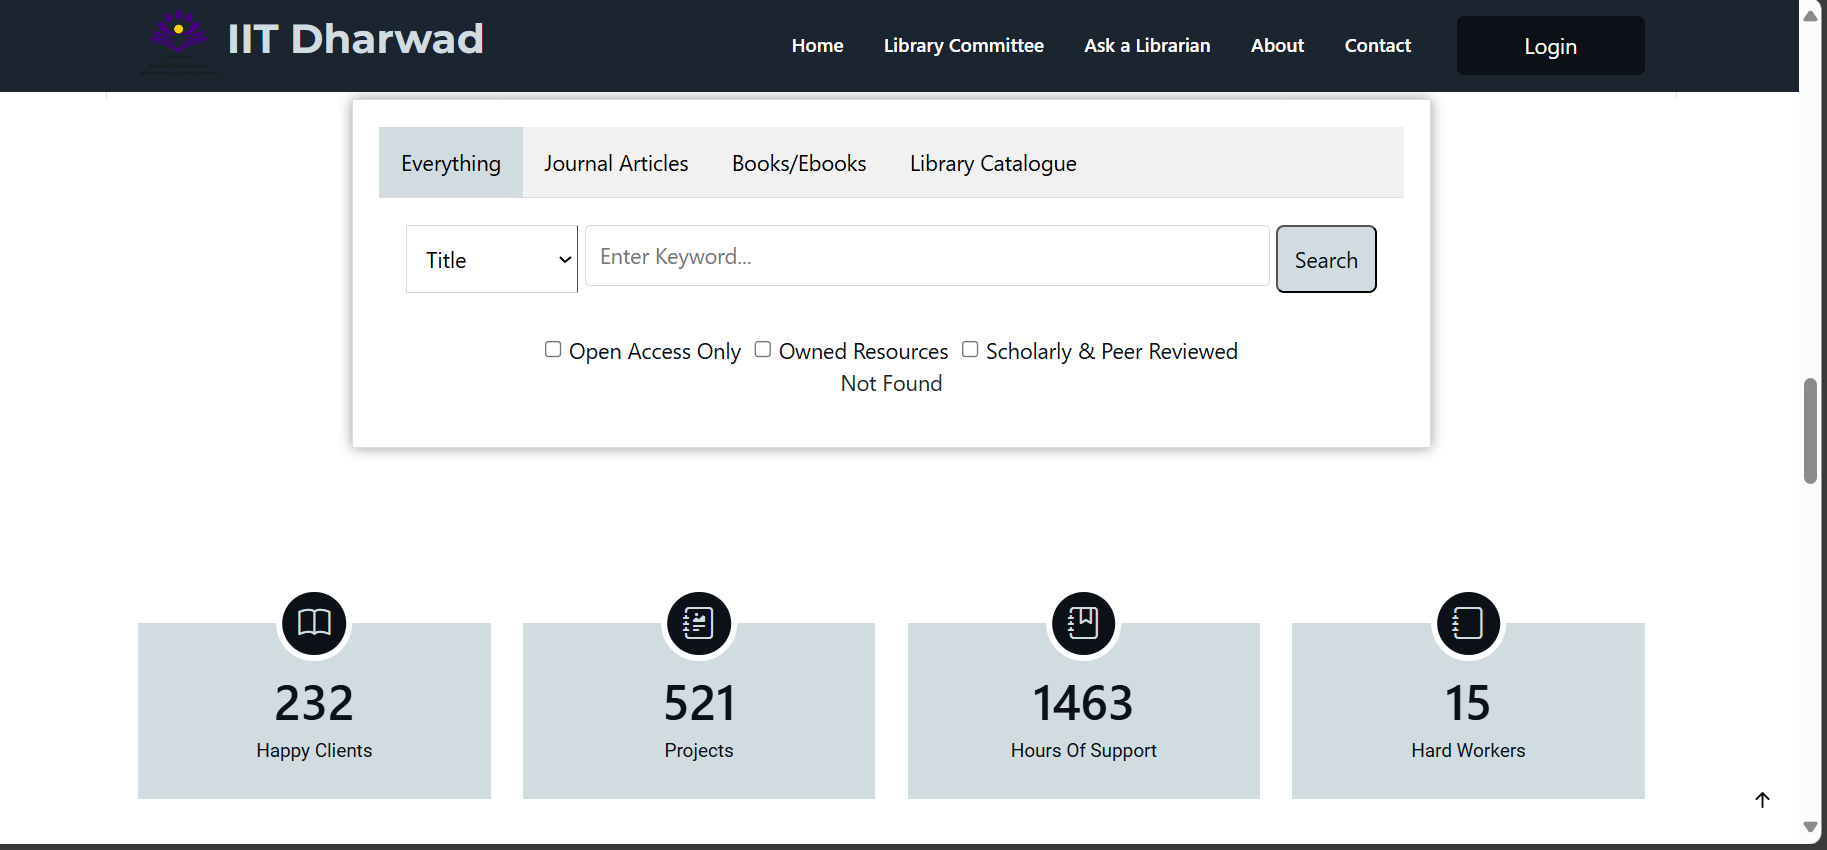 IIT Dharwad
Home Library Committee Ask a Librarian About Contact Login
Everything Journal Articles Books/Ebooks Library Catalogue
Title Enter Keyword... Search
Open Access Only Owned Resources Scholarly & Peer Reviewed
Not Found
232 521 1463 15
Happy Clients Projects Hours Of Support Hard Workers